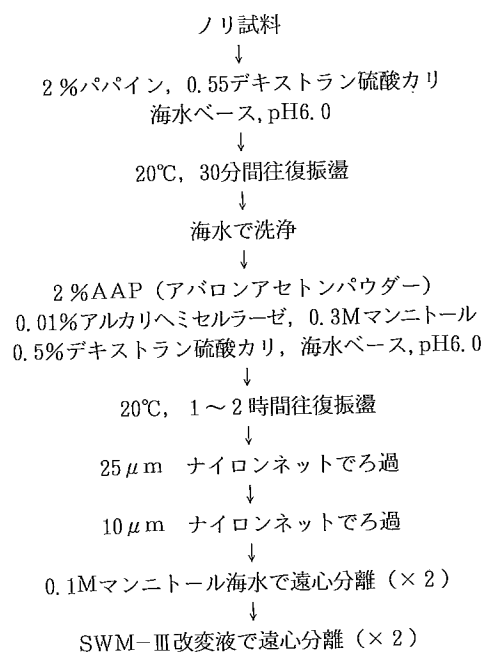 ノリ試料
↓
2%パパイン, 0.55デキストラン硫酸カリ
海水ベース, pH6.0
↓
20℃, 30分間往復振盪
↓
海水で洗浄
↓
2%AAP(アバロンアセトンパウダー)
0.01%アルカリヘミセルラーゼ, 0.3Mマンニトール
0.5%デキストラン硫酸カリ, 海水ベース, pH6.0
↓
20℃, 1~2時間往復振盪
↓
25μm ナイロンネットでろ過
↓
10μm ナイロンネットでろ過
↓
0.1Mマンニトール海水で遠心分離(×2)
↓
SWM-Ⅲ改変液で遠心分離(×2)